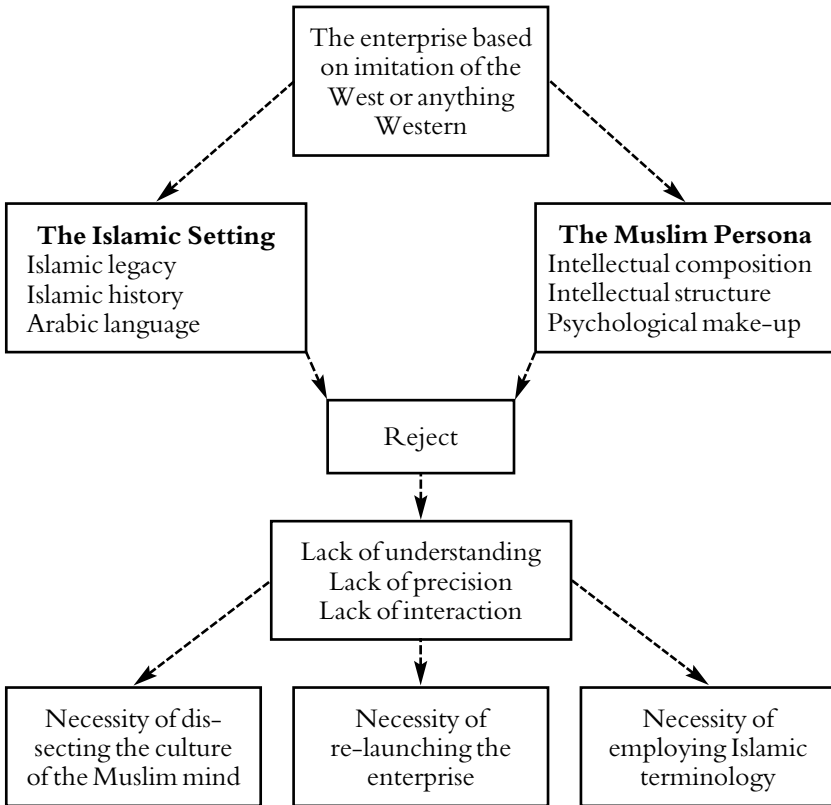 The enterprise based
on imitation of the
West or anything
Western
The Islamic Setting
Islamic legacy
Islamic history
Arabic language
The Muslim Persona
Intellectual composition
Intellectual structure
Psychological make-up
Reject
Lack of understanding
Lack of precision
Lack of interaction
Necessity of dis-
secting the culture
of the Muslim mind
Necessity of
re-launching the
enterprise
Necessity of
employing Islamic
terminology